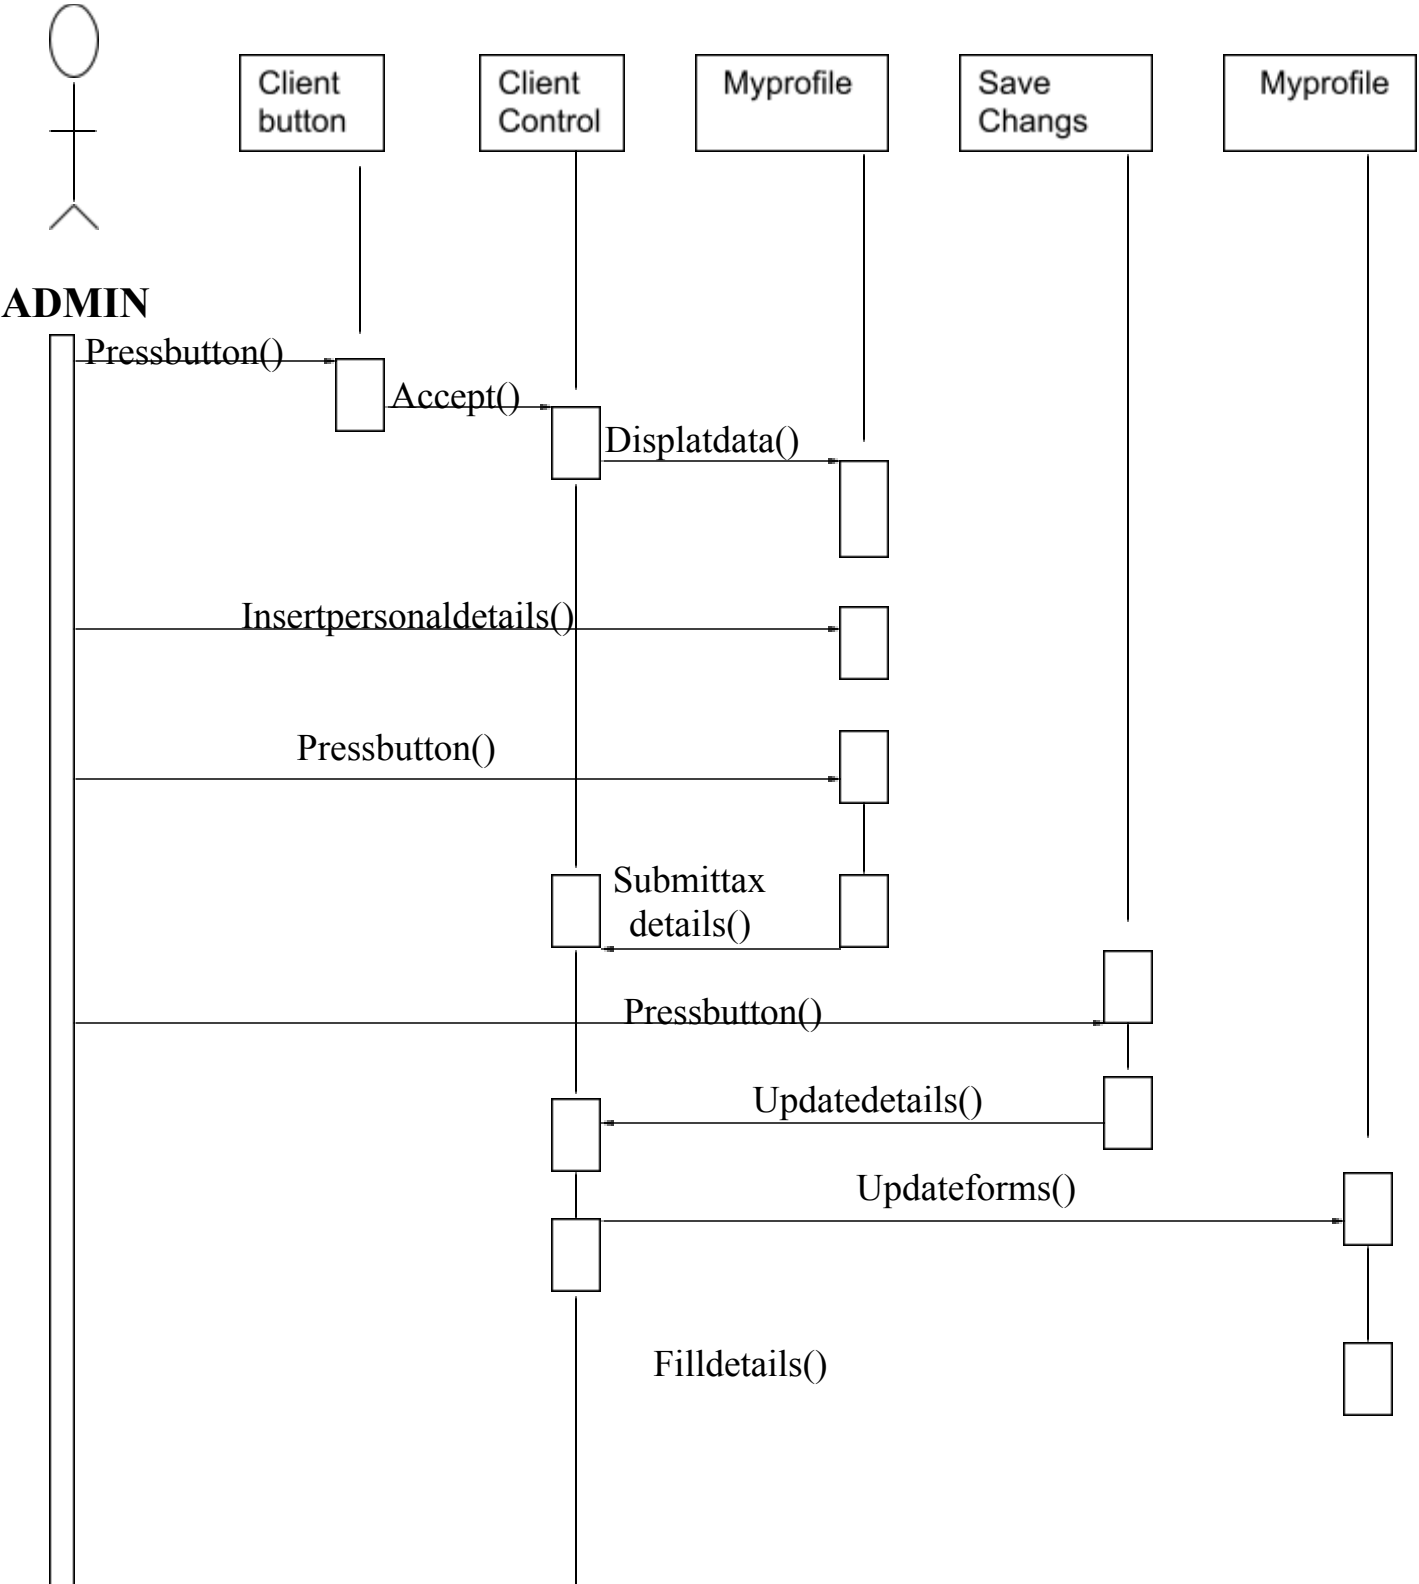 Client
button
Client
Control
Myprofile
Save
Changs
Myprofile
ADMIN
Pressbutton()
Accept()
Displatdata()
Insertpersonaldetails()
Pressbutton()
Submittax
details()
Pressbutton()
Updatedetails()
Updateforms()
Filldetails()